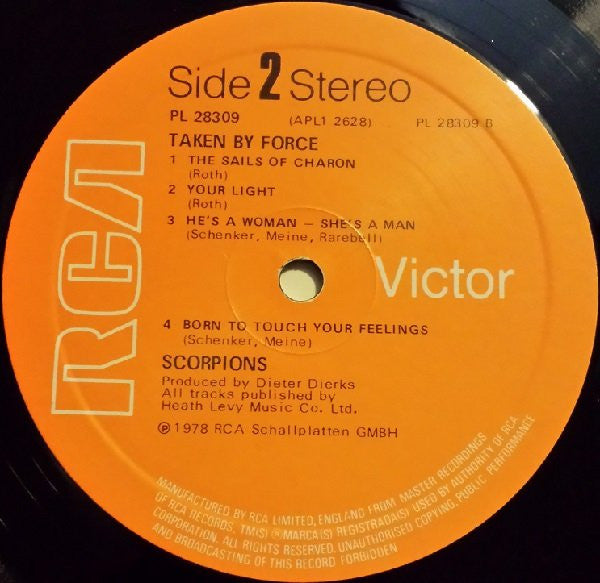 Side 2 Stereo
PL 28309 (APL1 2628) PL 28309 B
TAKEN BY FORCE
1 THE SAILS OF CHARON
(Roth)
2 YOUR LIGHT
(Roth)
3 HE'S A WOMAN – SHE'S A MAN
(Schenker, Meine, Rarebell)
RCA Victor
4 BORN TO TOUCH YOUR FEELINGS
(Schenker, Meine)
SCORPIONS
Produced by Dieter Dierks
All tracks published by
Heath Levy Music Co. Ltd.
℗ 1978 RCA Schallplatten GMBH
MANUFACTURED BY RCA LIMITED, ENGLAND FROM MASTER RECORDINGS
OF RCA RECORDS, TM(S) ® MARCA(S) REGISTRADA(S) USED BY AUTHORITY OF RCA
CORPORATION. ALL RIGHTS RESERVED. UNAUTHORISED COPYING, PUBLIC PERFORMANCE
AND BROADCASTING OF THIS RECORD FORBIDDEN